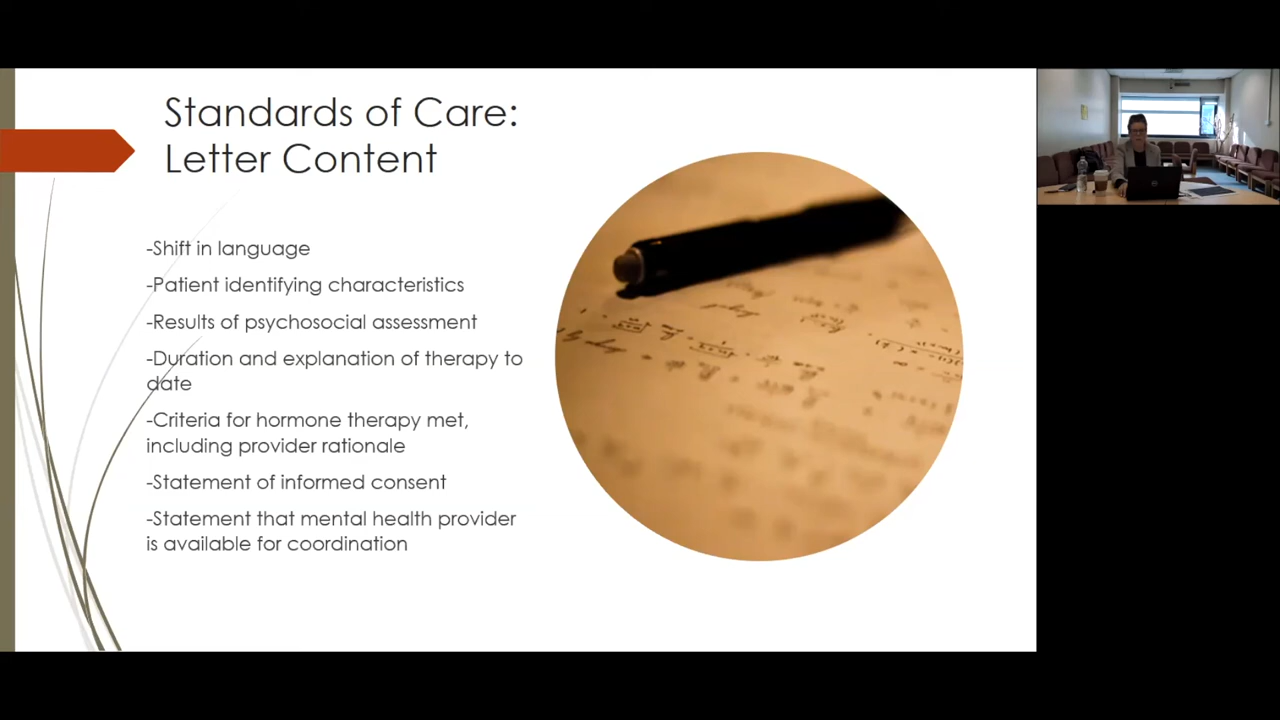 Standards of Care:
Letter Content
-Shift in language
-Patient identifying characteristics
-Results of psychosocial assessment
-Duration and explanation of therapy to
date
-Criteria for hormone therapy met,
including provider rationale
-Statement of informed consent
-Statement that mental health provider
is available for coordination